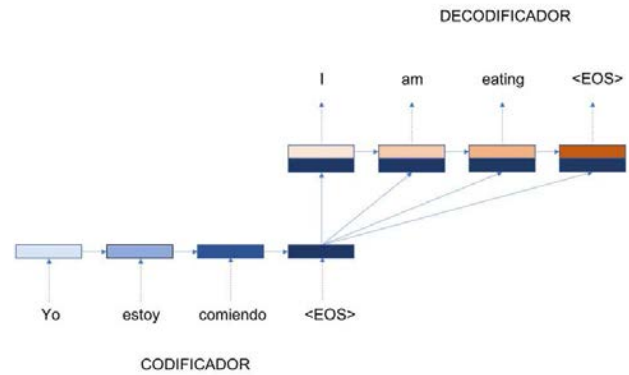 DECODIFICADOR
I am eating <EOS>
Yo estoy comiendo <EOS>
CODIFICADOR